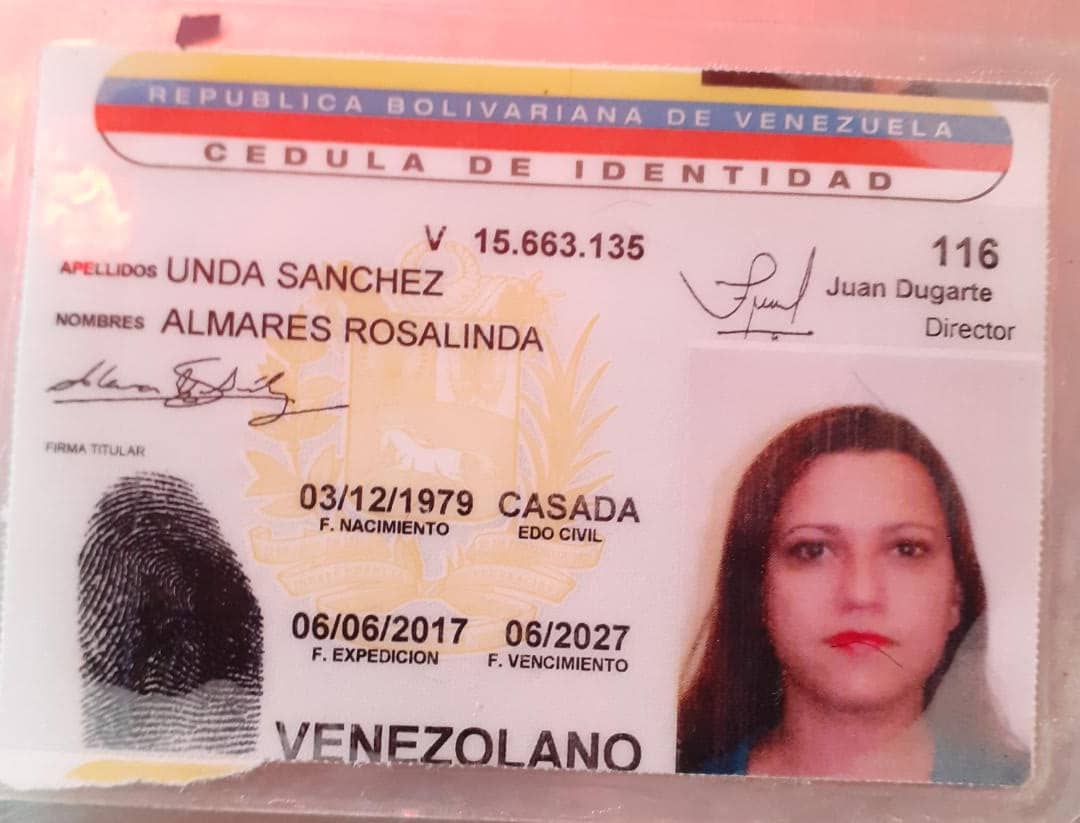 REPUBLICA BOLIVARIANA DE VENEZUELA
CEDULA DE IDENTIDAD
V 15.663.135
116
APELLIDOS UNDA SANCHEZ
Juan Dugarte
Director
NOMBRES ALMARES ROSALINDA
FIRMA TITULAR
03/12/1979 CASADA
F. NACIMIENTO EDO CIVIL
06/06/2017 06/2027
F. EXPEDICION F. VENCIMIENTO
VENEZOLANO